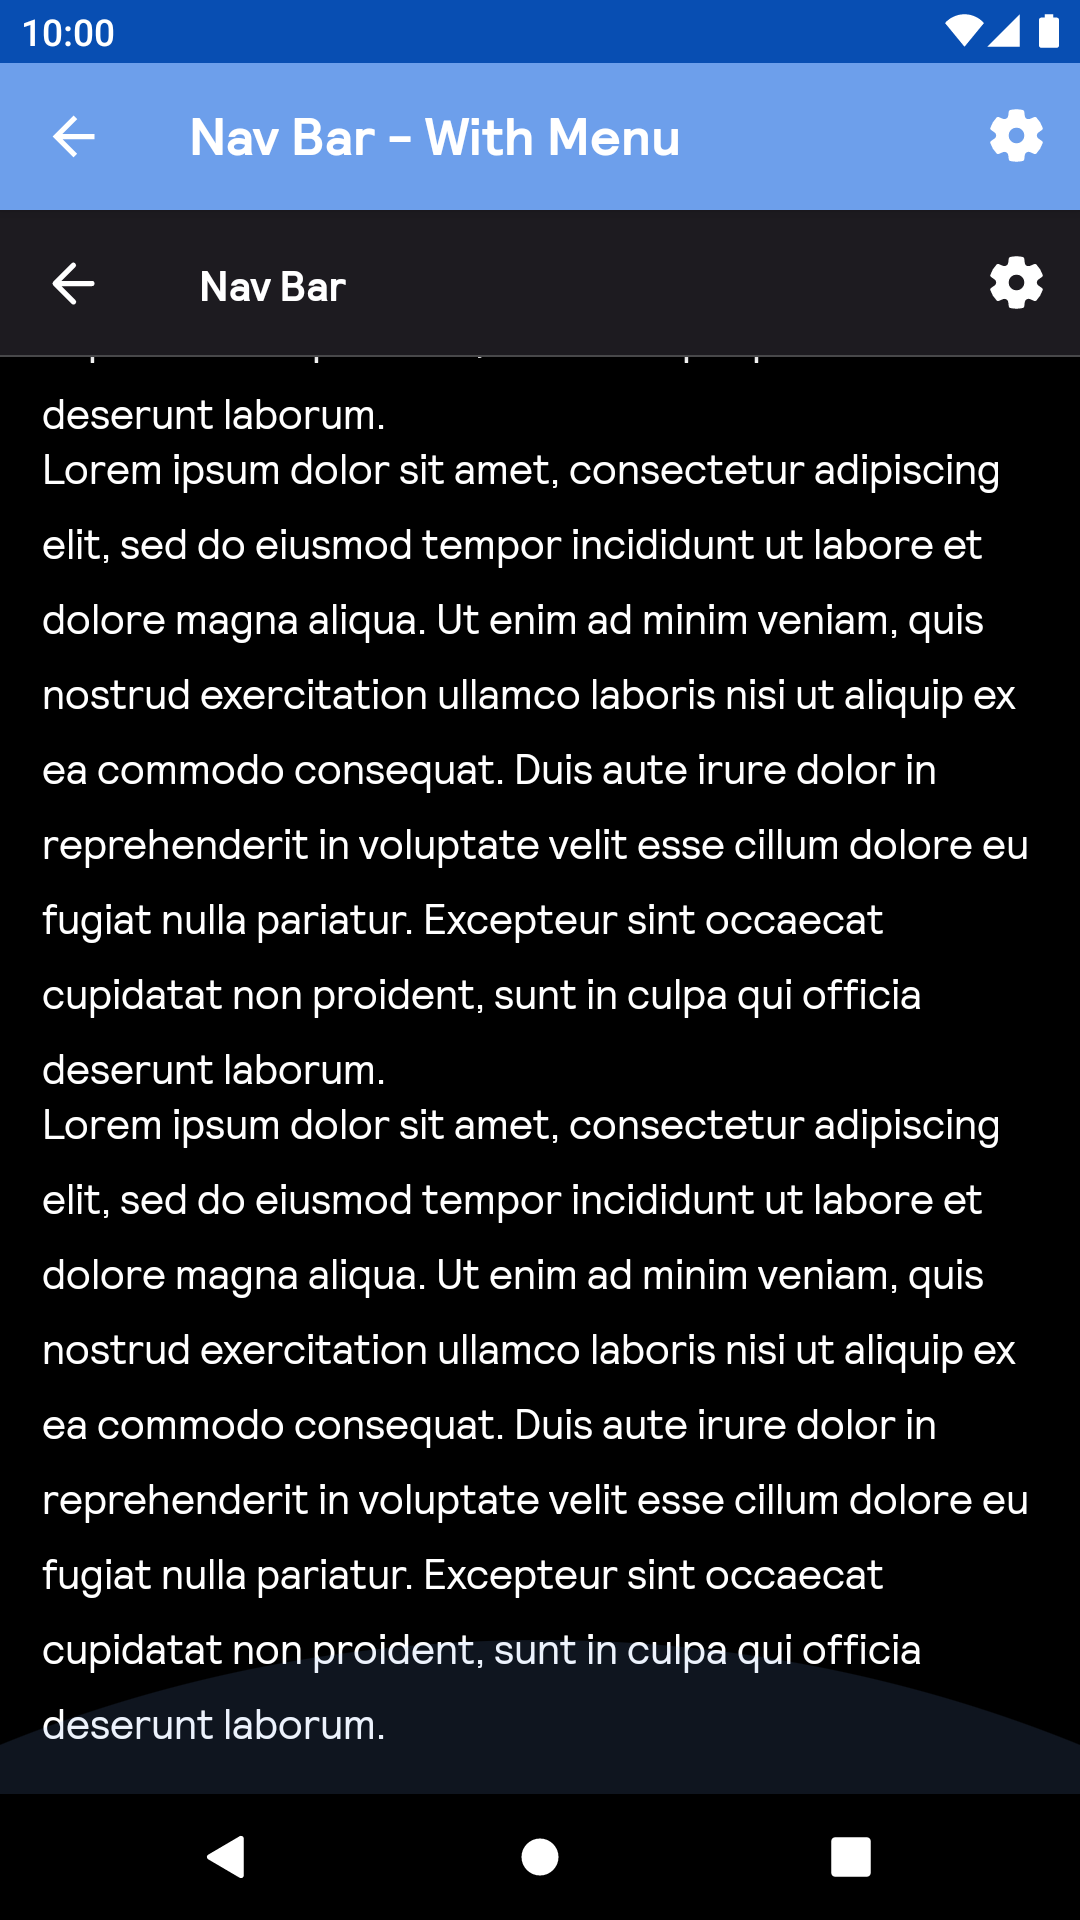 10:00
Nav Bar - With Menu
Nav Bar
deserunt laborum.
Lorem ipsum dolor sit amet, consectetur adipiscing
elit, sed do eiusmod tempor incididunt ut labore et
dolore magna aliqua. Ut enim ad minim veniam, quis
nostrud exercitation ullamco laboris nisi ut aliquip ex
ea commodo consequat. Duis aute irure dolor in
reprehenderit in voluptate velit esse cillum dolore eu
fugiat nulla pariatur. Excepteur sint occaecat
cupidatat non proident, sunt in culpa qui officia
deserunt laborum.
Lorem ipsum dolor sit amet, consectetur adipiscing
elit, sed do eiusmod tempor incididunt ut labore et
dolore magna aliqua. Ut enim ad minim veniam, quis
nostrud exercitation ullamco laboris nisi ut aliquip ex
ea commodo consequat. Duis aute irure dolor in
reprehenderit in voluptate velit esse cillum dolore eu
fugiat nulla pariatur. Excepteur sint occaecat
cupidatat non proident, sunt in culpa qui officia
deserunt laborum.